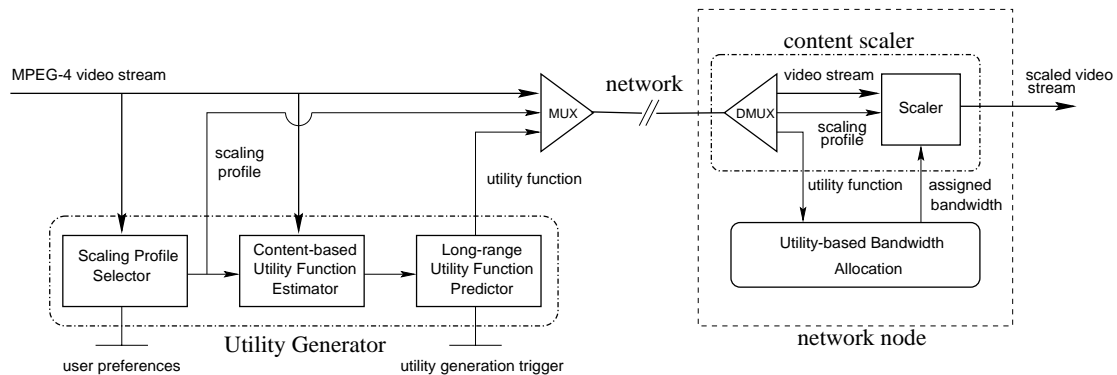 content scaler
MPEG-4 video stream
network
video stream
scaled video
stream
MUX
DMUX
Scaler
scaling
profile
scaling
profile
utility function
utility function
assigned
bandwidth
Scaling Profile
Selector
Content-based
Utility Function
Estimator
Long-range
Utility Function
Predictor
Utility-based Bandwidth
Allocation
Utility Generator
network node
user preferences
utility generation trigger